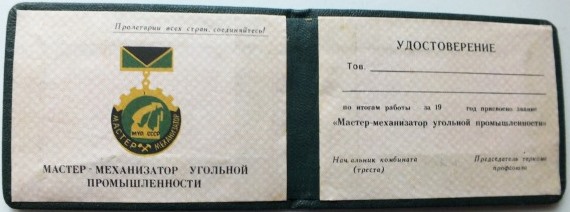 Пролетарии всех стран, соединяйтесь!
МУП СССР
МАСТЕР МЕХАНИЗАТОР
МАСТЕР - МЕХАНИЗАТОР УГОЛЬНОЙ
ПРОМЫШЛЕННОСТИ
УДОСТОВЕРЕНИЕ
Тов.
по итогам работы за 19 год присвоено звание
«Мастер-механизатор угольной промышленности»
Начальник комбината
(треста)
Председатель теркома
профсоюза